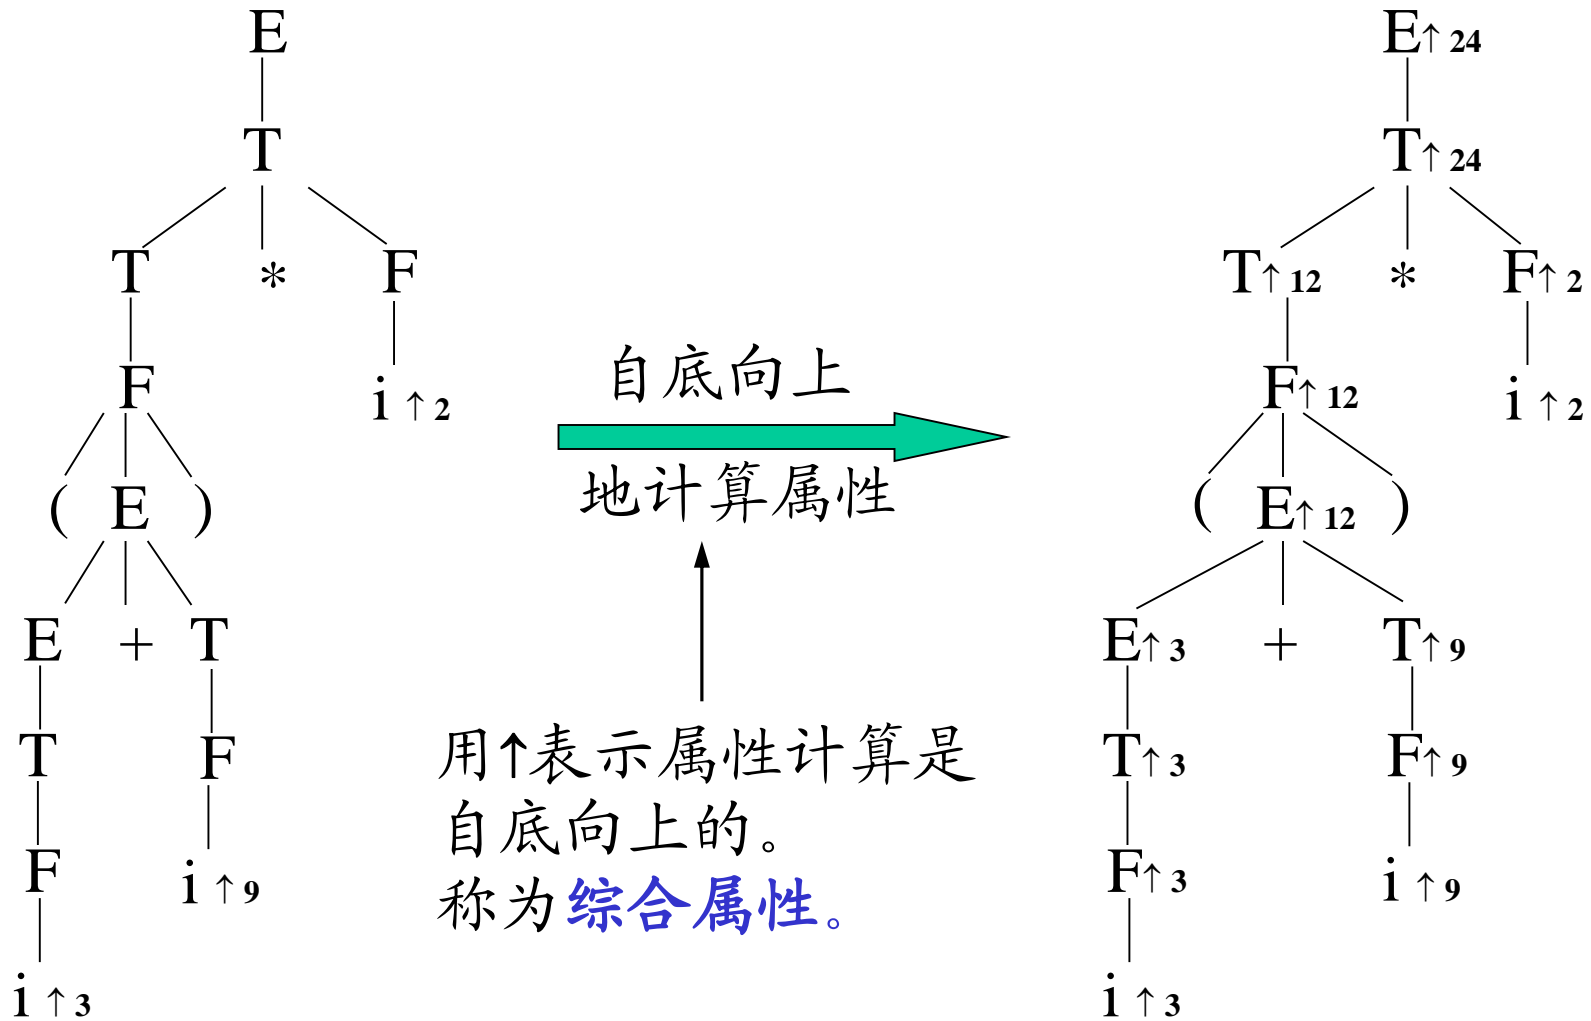 E
T
T * F
F i ↑ 2
( E )
E + T
T F
F i ↑ 9
i ↑ 3
自底向上
地计算属性
用↑表示属性计算是
自底向上的。
称为综合属性。
E↑ 24
T↑ 24
T↑ 12 * F↑ 2
F↑ 12 i ↑ 2
( E↑ 12 )
E↑ 3 + T↑ 9
T↑ 3 F↑ 9
F↑ 3 i ↑ 9
i ↑ 3